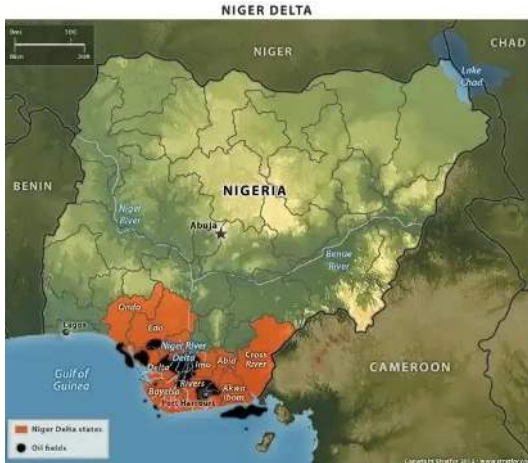 NIGER DELTA
NIGER
CHAD
Lake
Chad
BENIN
NIGERIA
Niger
River
Abuja
Benue
River
Lagos
Ondo
Edo
Niger River
Delta
Delta
Imo
Abia
Cross
River
Rivers
Bayelsa
Akwa
Ibom
Port Harcourt
Gulf of
Guinea
CAMEROON
Niger Delta states
Oil fields